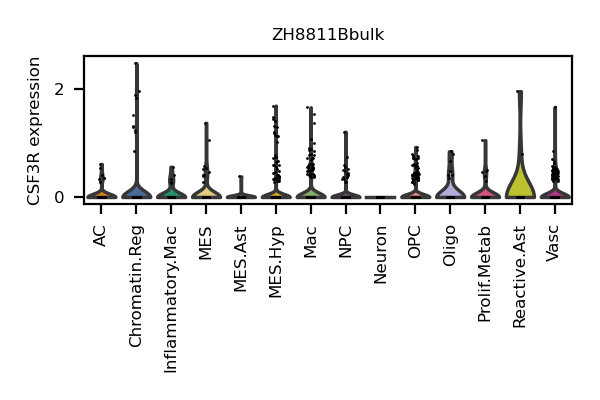 ZH8811Bbulk
CSF3R expression
2
0
AC
Chromatin.Reg
Inflammatory.Mac
MES
MES.Ast
MES.Hyp
Mac
NPC
Neuron
OPC
Oligo
Prolif.Metab
Reactive.Ast
Vasc